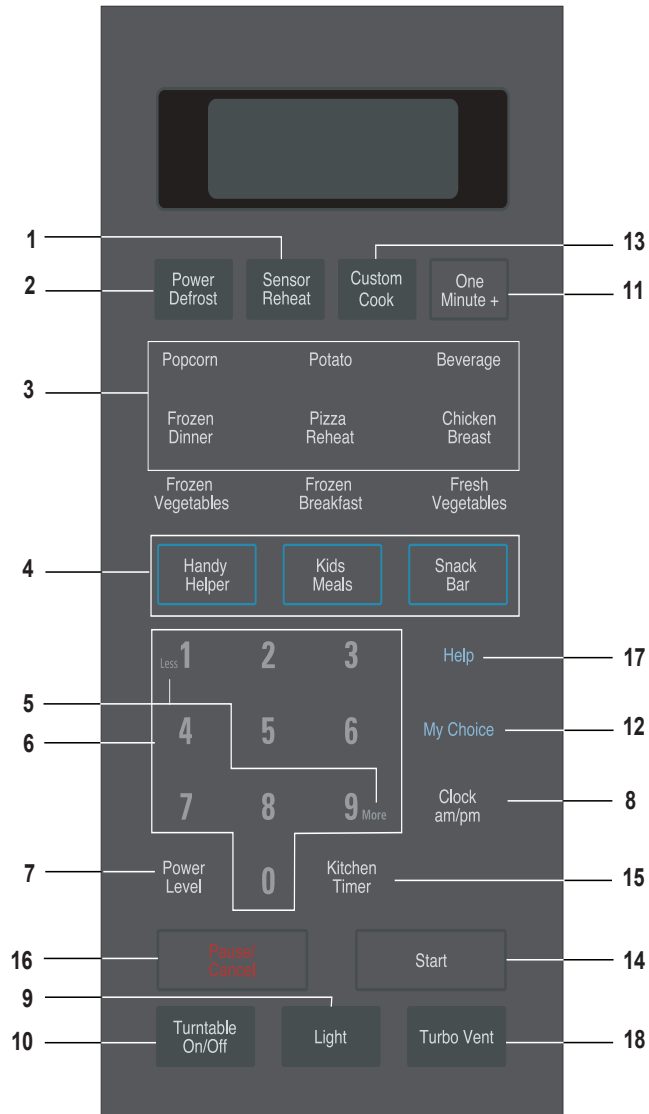 1
13
2
Power
Defrost
Sensor
Reheat
Custom
Cook
One
Minute +
11
3
Popcorn
Potato
Beverage
Frozen
Dinner
Pizza
Reheat
Chicken
Breast
Frozen
Vegetables
Frozen
Breakfast
Fresh
Vegetables
4
Handy
Helper
Kids
Meals
Snack
Bar
Less 1
2
3
Help
17
5
6
4
5
6
My Choice
12
7
8
9 More
Clock
am/pm
8
7
Power
Level
0
Kitchen
Timer
15
16
Pause/
Cancel
Start
14
9
10
Turntable
On/Off
Light
Turbo Vent
18